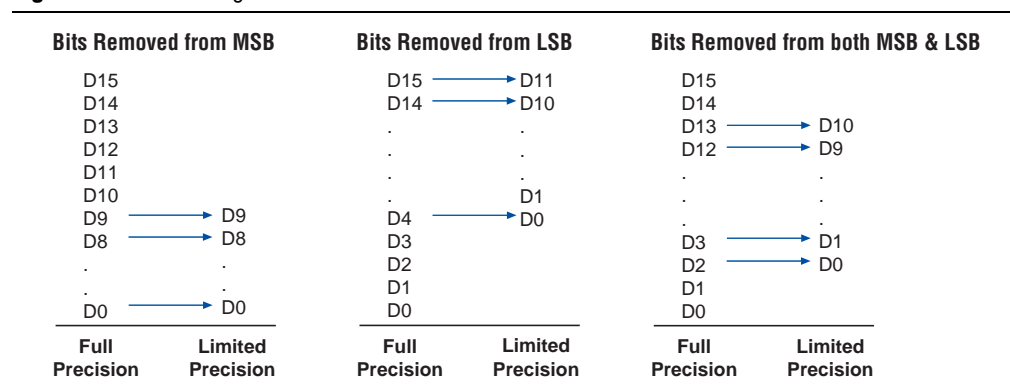 Bits Removed from MSB
D15
D14
D13
D12
D11
D10
D9 D9
D8 D8
. .
. .
D0 D0
Full Limited
Precision Precision
Bits Removed from LSB
D15 D11
D14 D10
. .
. .
. .
. D1
D4 D0
D3
D2
D1
D0
Full Limited
Precision Precision
Bits Removed from both MSB & LSB
D15
D14
D13 D10
D12 D9
. .
. .
. .
D3 D1
D2 D0
D1
D0
Full Limited
Precision Precision